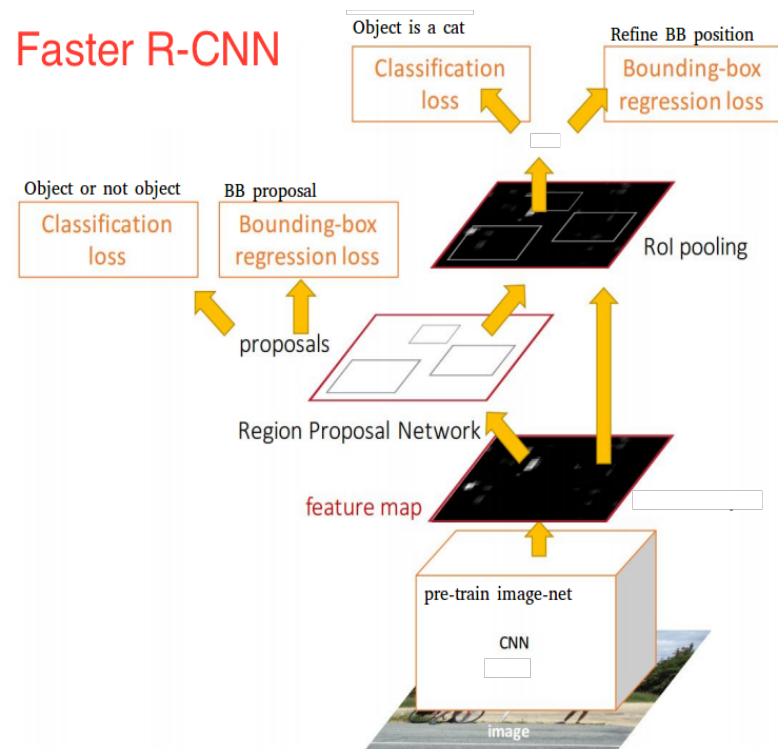 Faster R-CNN
Object is a cat
Refine BB position
Classification
loss
Bounding-box
regression loss
Object or not object
BB proposal
Classification
loss
Bounding-box
regression loss
RoI pooling
proposals
Region Proposal Network
feature map
pre-train image-net
CNN
image